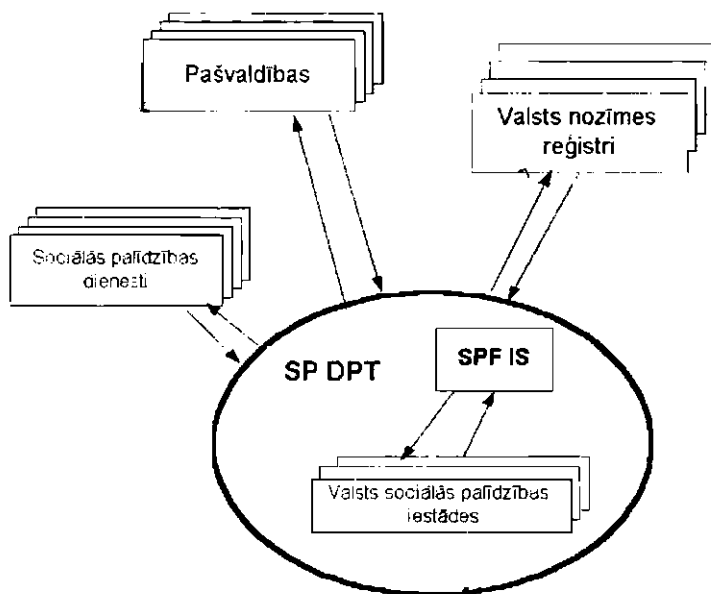 Pašvaldības
Valsts nozīmes
reģistri
Sociālās palīdzības
dienesti
SP DPT
SPF IS
Valsts sociālās palīdzības
iestādes